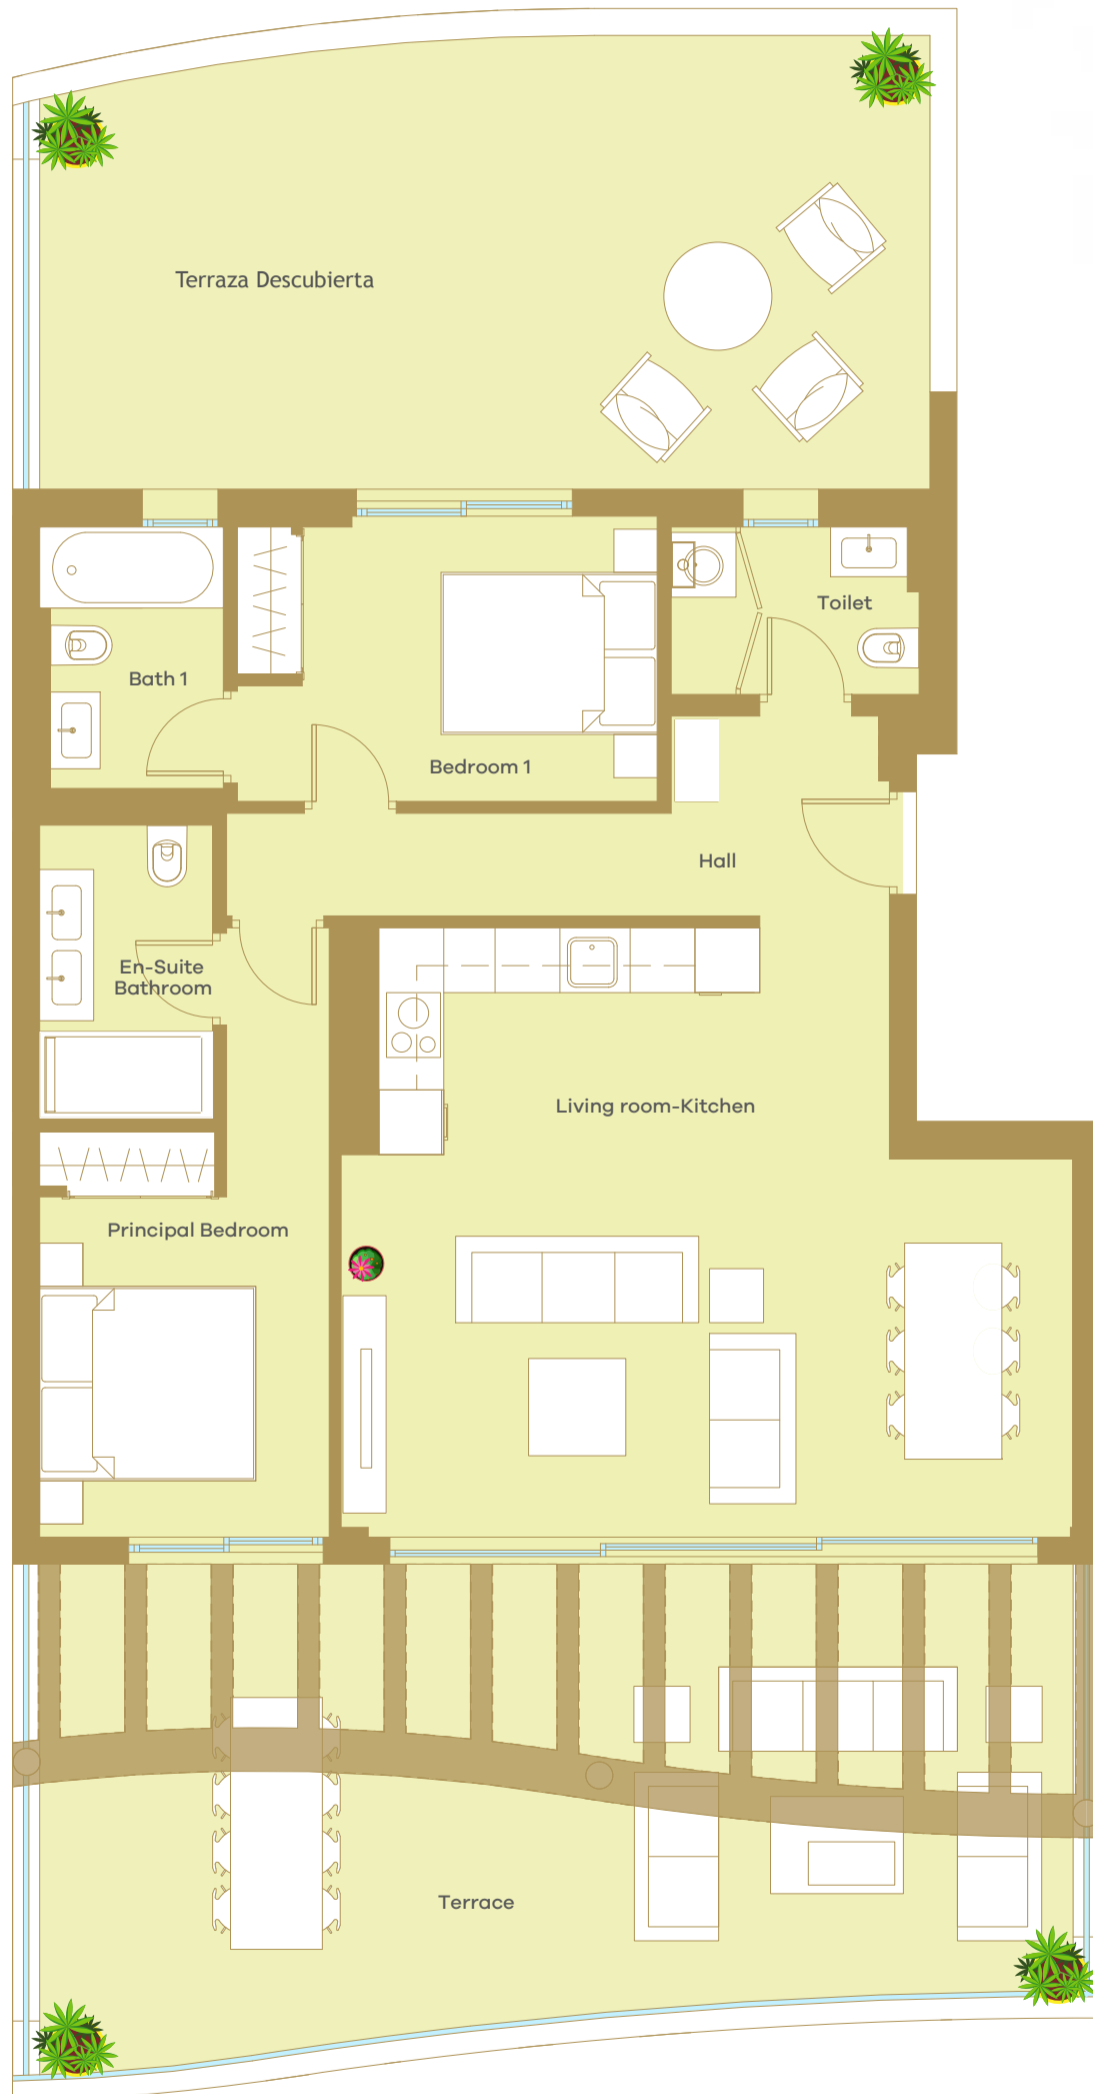 Terraza Descubierta
Toilet
Bath 1
Bedroom 1
Hall
En-Suite
Bathroom
Living room-Kitchen
Principal Bedroom
Terrace